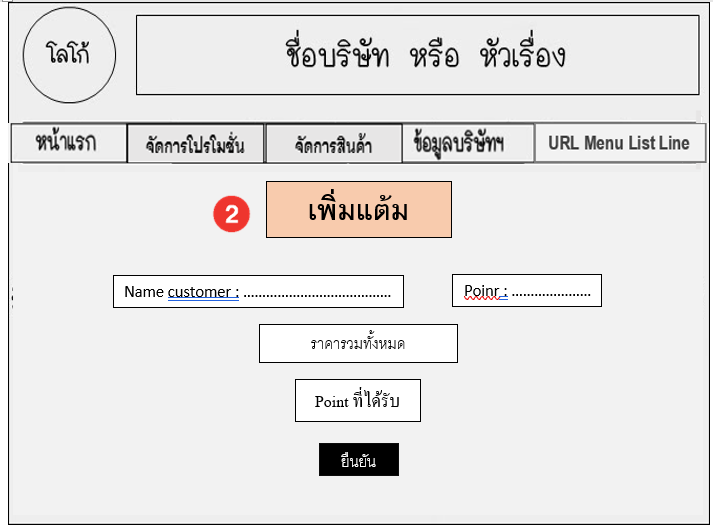 โลโก้
ชื่อบริษัท หรือ หัวเรื่อง
หน้าแรก
จัดการโปรโมชั่น
จัดการสินค้า
ข้อมูลบริษัทฯ
URL Menu List Line
2
เพิ่มแต้ม
Name customer : .......................................
Poinr : .....................
ราคารวมทั้งหมด
Point ที่ได้รับ
ยืนยัน